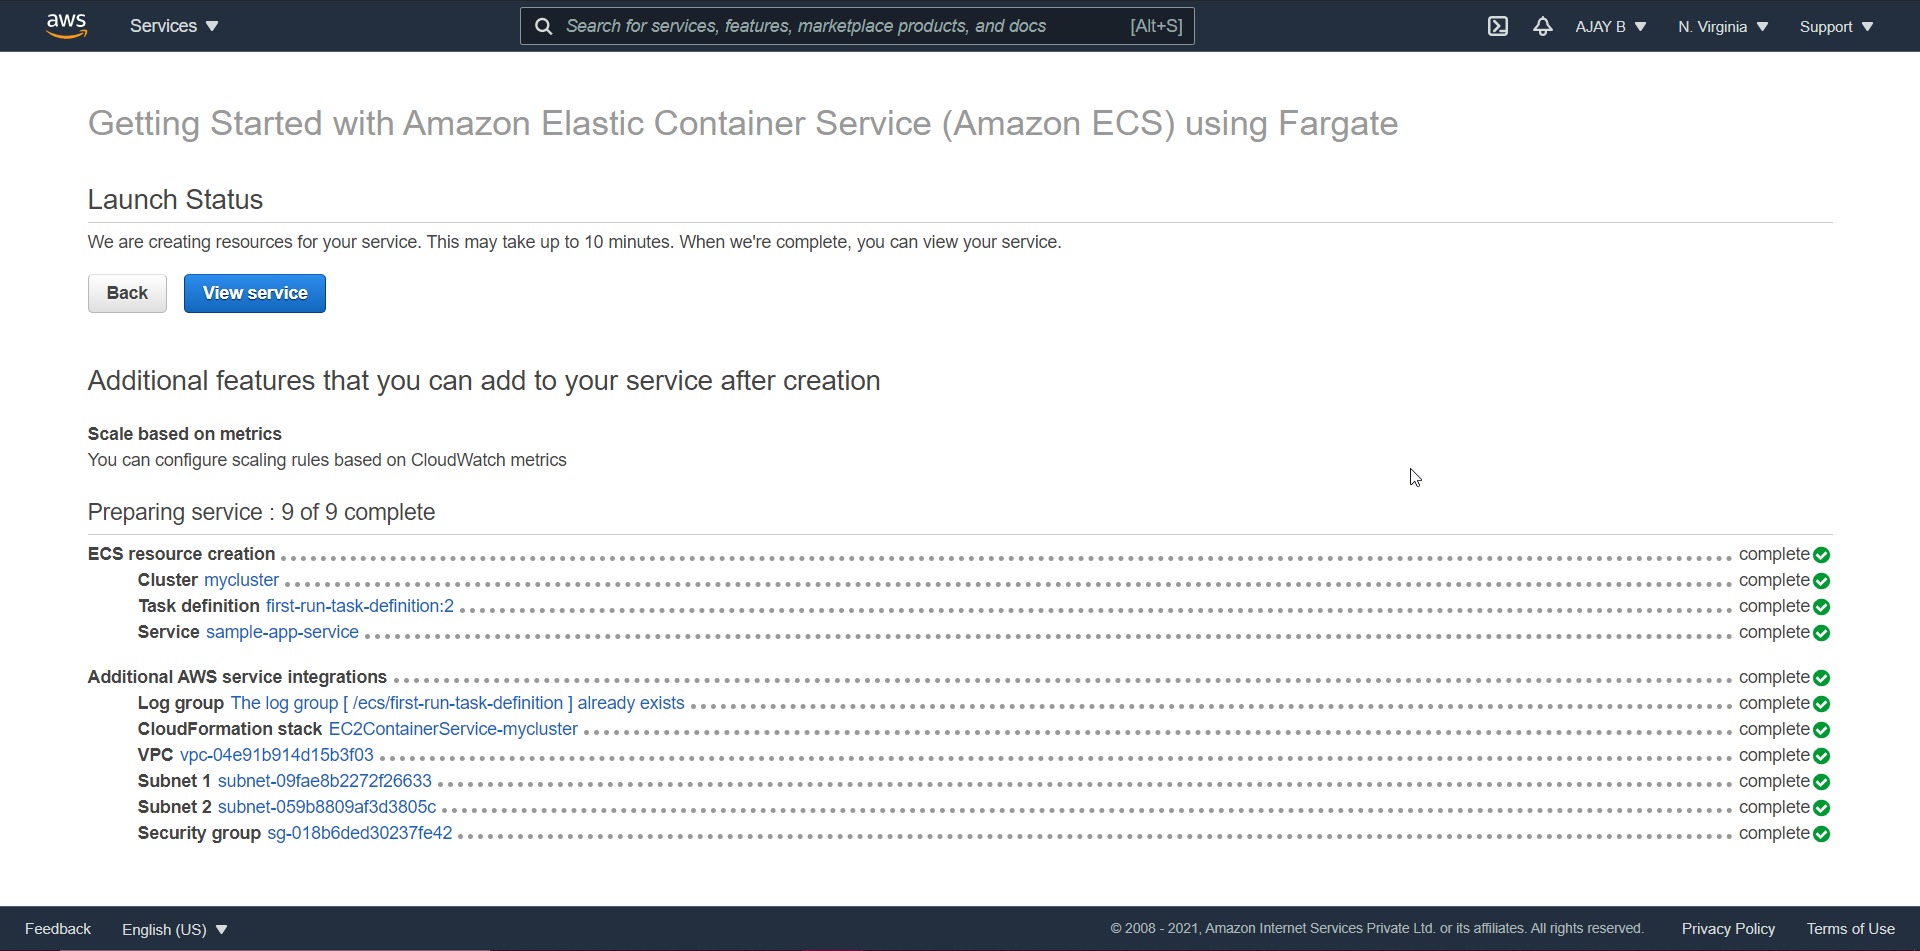 aws Services Search for services, features, marketplace products, and docs [Alt+S] AJAY B N. Virginia Support
Getting Started with Amazon Elastic Container Service (Amazon ECS) using Fargate
Launch Status
We are creating resources for your service. This may take up to 10 minutes. When we're complete, you can view your service.
Back View service
Additional features that you can add to your service after creation
Scale based on metrics
You can configure scaling rules based on CloudWatch metrics
Preparing service : 9 of 9 complete
ECS resource creation complete
Cluster mycluster complete
Task definition first-run-task-definition:2 complete
Service sample-app-service complete
Additional AWS service integrations complete
Log group The log group [ /ecs/first-run-task-definition ] already exists complete
CloudFormation stack EC2ContainerService-mycluster complete
VPC vpc-04e91b914d15b3f03 complete
Subnet 1 subnet-09fae8b2272f26633 complete
Subnet 2 subnet-059b8809af3d3805c complete
Security group sg-018b6ded30237fe42 complete
Feedback English (US) © 2008 - 2021, Amazon Internet Services Private Ltd. or its affiliates. All rights reserved. Privacy Policy Terms of Use